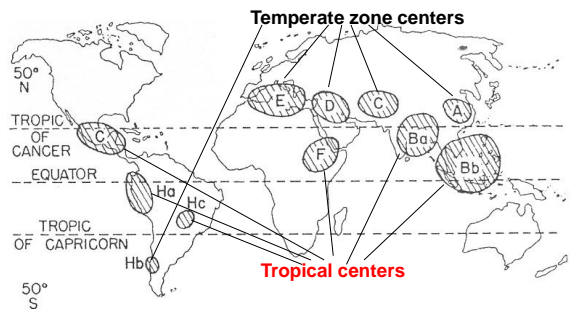 Temperate zone centers
50°
N
E
D
C
A
TROPIC
OF
CANCER
C
Ba
F
Bb
EQUATOR
Ha
Hc
TROPIC
OF CAPRICORN
Hb
Tropical centers
50°
S